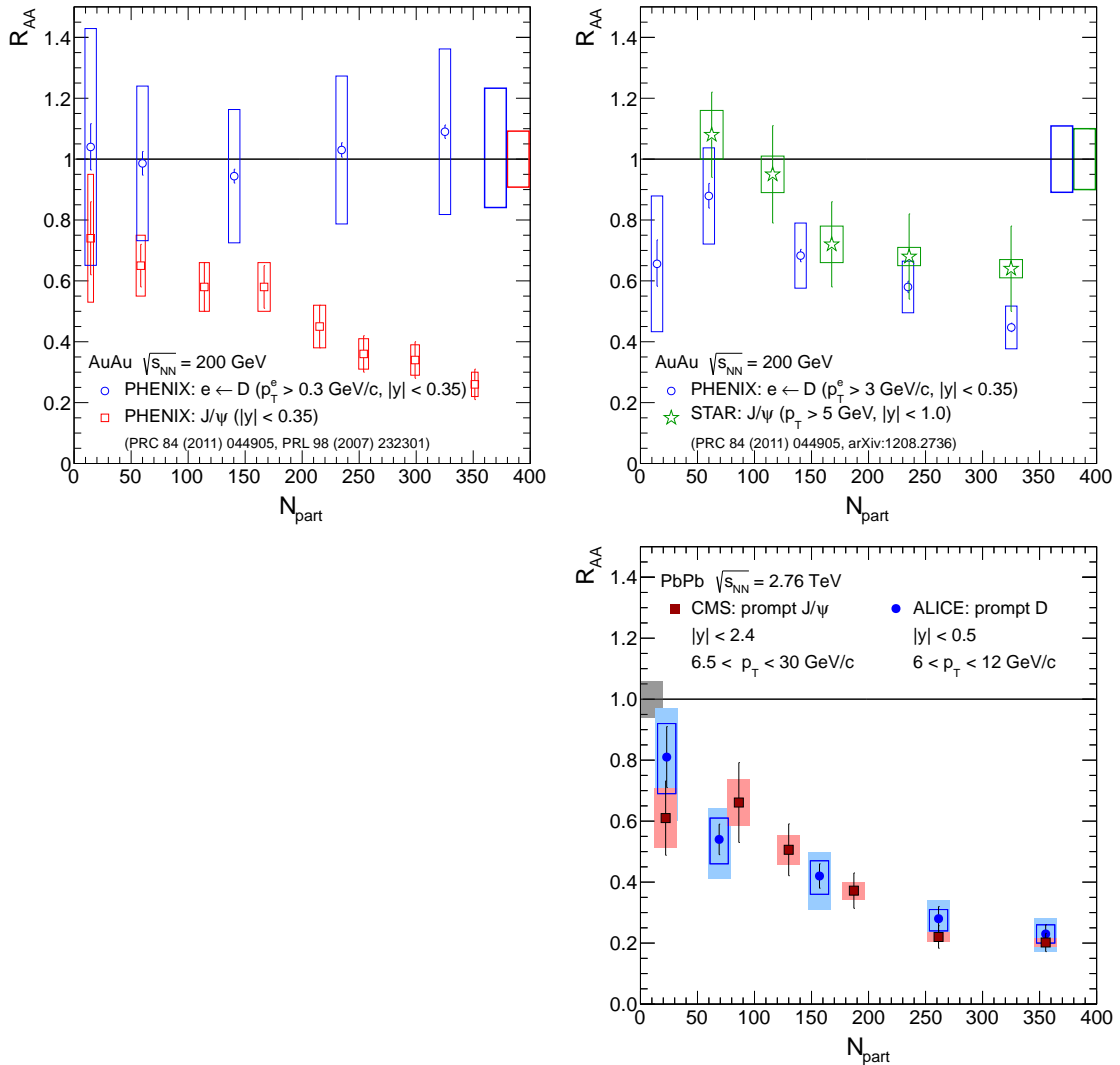 R_AA
1.4
1.2
1
0.8
0.6
0.4
0.2
0
AuAu √s_NN = 200 GeV
PHENIX: e ← D (p_T^e > 0.3 GeV/c, |y| < 0.35)
PHENIX: J/ψ (|y| < 0.35)
(PRC 84 (2011) 044905, PRL 98 (2007) 232301)
0 50 100 150 200 250 300 350 400
N_part
R_AA
1.4
1.2
1
0.8
0.6
0.4
0.2
0
AuAu √s_NN = 200 GeV
PHENIX: e ← D (p_T^e > 3 GeV/c, |y| < 0.35)
STAR: J/ψ (p_T > 5 GeV, |y| < 1.0)
(PRC 84 (2011) 044905, arXiv:1208.2736)
0 50 100 150 200 250 300 350 400
N_part
R_AA
PbPb √s_NN = 2.76 TeV
CMS: prompt J/ψ
|y| < 2.4
6.5 < p_T < 30 GeV/c
ALICE: prompt D
|y| < 0.5
6 < p_T < 12 GeV/c
1.4
1.2
1.0
0.8
0.6
0.4
0.2
0.0
0 50 100 150 200 250 300 350 400
N_part